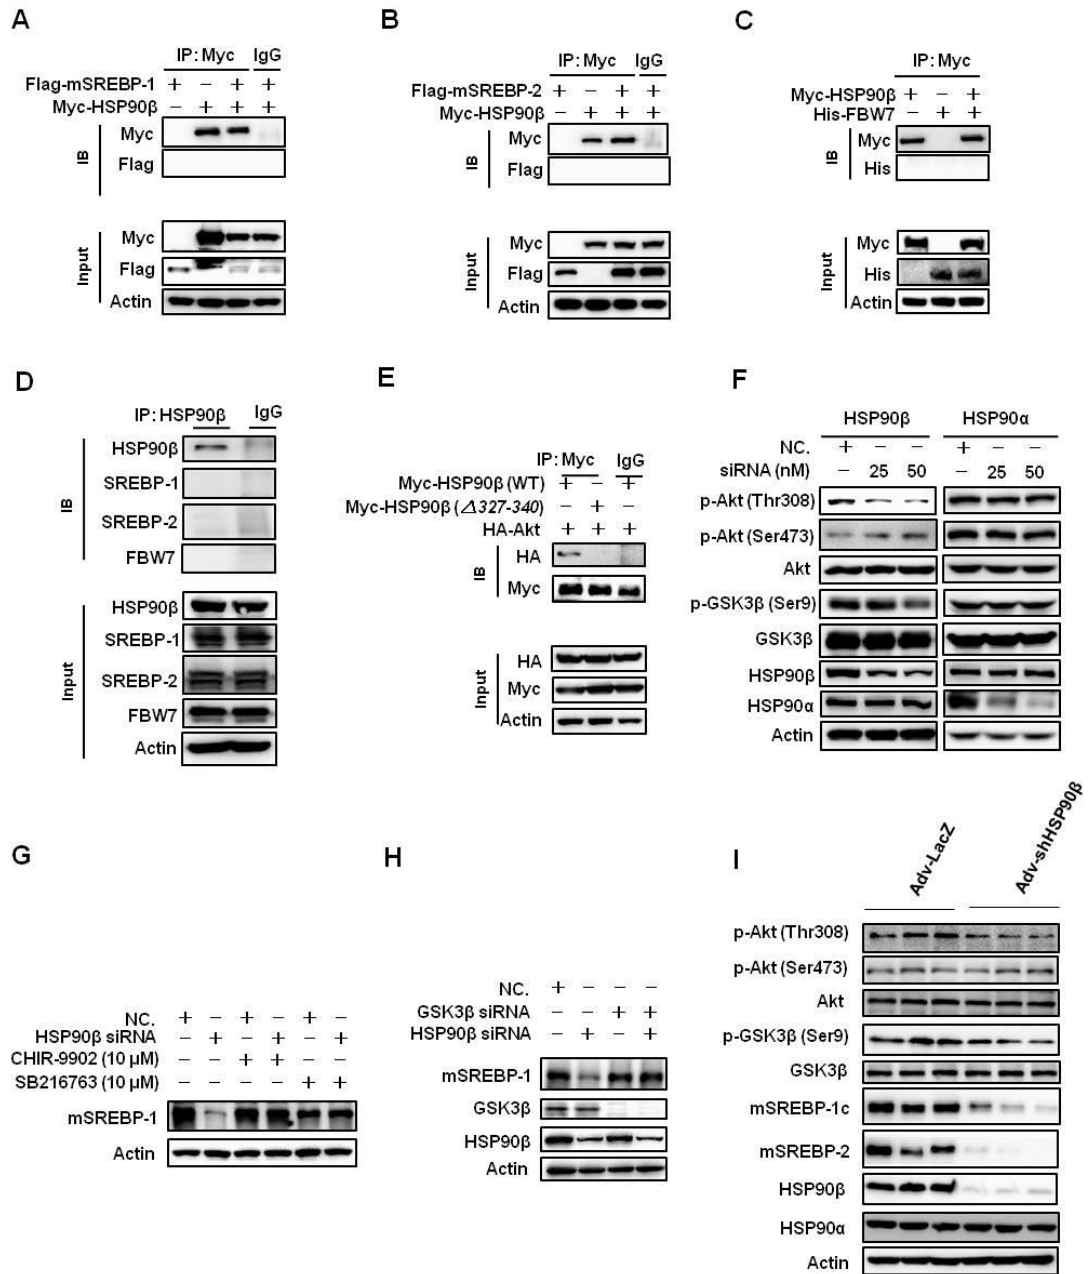 A
IP: Myc IgG
Flag-mSREBP-1 + – + +
Myc-HSP90β – + + +
IB
Myc
Flag
Input
Myc
Flag
Actin
B
IP: Myc IgG
Flag-mSREBP-2 + – + +
Myc-HSP90β – + + +
IB
Myc
Flag
Input
Myc
Flag
Actin
C
IP: Myc
Myc-HSP90β + – +
His-FBW7 – + +
IB
Myc
His
Input
Myc
His
Actin
D
IP: HSP90β IgG
IB
HSP90β
SREBP-1
SREBP-2
FBW7
Input
HSP90β
SREBP-1
SREBP-2
FBW7
Actin
E
IP: Myc IgG
Myc-HSP90β (WT) + – +
Myc-HSP90β (Δ327-340) – + –
HA-Akt + + +
IB
HA
Myc
Input
HA
Myc
Actin
F
HSP90β HSP90α
NC. + – – + – –
siRNA (nM) – 25 50 – 25 50
p-Akt (Thr308)
p-Akt (Ser473)
Akt
p-GSK3β (Ser9)
GSK3β
HSP90β
HSP90α
Actin
G
NC. + – + – + –
HSP90β siRNA – + – + – +
CHIR-9902 (10 μM) – – + + – –
SB216763 (10 μM) – – – – + +
mSREBP-1
Actin
H
NC. + – – –
GSK3β siRNA – – + +
HSP90β siRNA – + – +
mSREBP-1
GSK3β
HSP90β
Actin
I
Adv-LacZ Adv-shHSP90β
p-Akt (Thr308)
p-Akt (Ser473)
Akt
p-GSK3β (Ser9)
GSK3β
mSREBP-1c
mSREBP-2
HSP90β
HSP90α
Actin